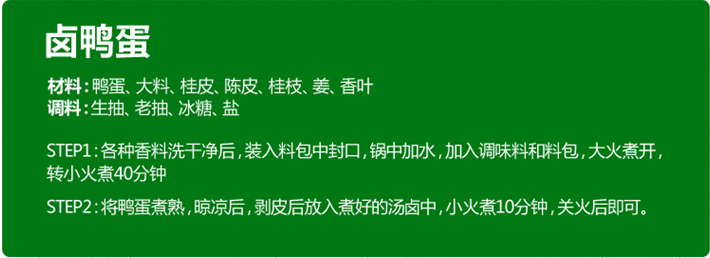 卤鸭蛋
材料：鸭蛋、大料、桂皮、陈皮、桂枝、姜、香叶
调料：生抽、老抽、冰糖、盐
STEP1：各种香料洗干净后，装入料包中封口，锅中加水，加入调味料和料包，大火煮开，
转小火煮40分钟
STEP2：将鸭蛋煮熟，晾凉后，剥皮后放入煮好的汤卤中，小火煮10分钟，关火后即可。